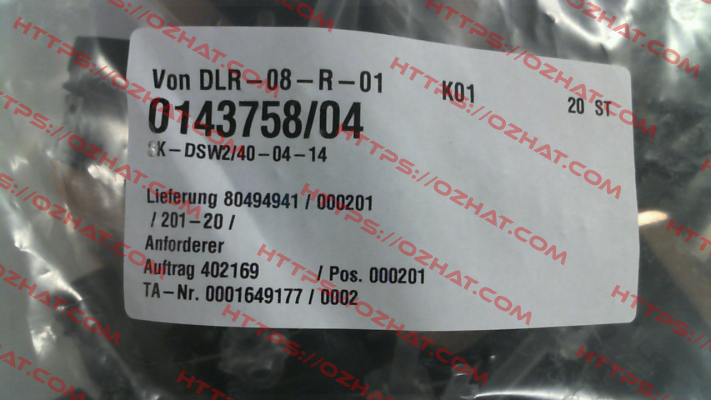 Von DLR-08-R-01 K01 20 ST
0143758/04
SK-DSW2/40-04-14
Lieferung 80494941 / 000201
/ 201-20 /
Anforderer
Auftrag 402169 / Pos. 000201
TA-Nr. 0001649177 / 0002
HTTPS://OZHAT.COM